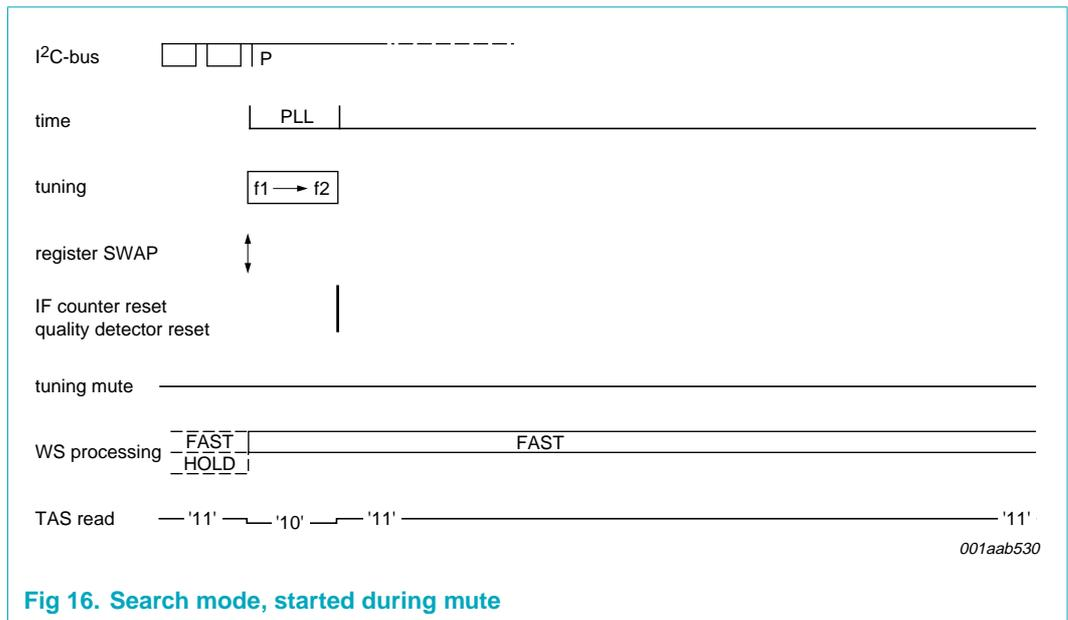 I2C-bus P
time PLL
tuning f1 f2
register SWAP
IF counter reset
quality detector reset
tuning mute
WS processing FAST FAST
HOLD
TAS read '11' '10' '11' '11'
001aab530
Fig 16. Search mode, started during mute